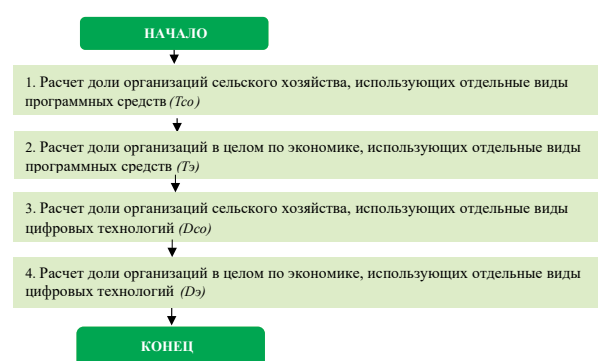 НАЧАЛО
1. Расчет доли организаций сельского хозяйства, использующих отдельные виды
программных средств (Тсо)
2. Расчет доли организаций в целом по экономике, использующих отдельные виды
программных средств (Тэ)
3. Расчет доли организаций сельского хозяйства, использующих отдельные виды
цифровых технологий (Dсо)
4. Расчет доли организаций в целом по экономике, использующих отдельные виды
цифровых технологий (Dэ)
КОНЕЦ